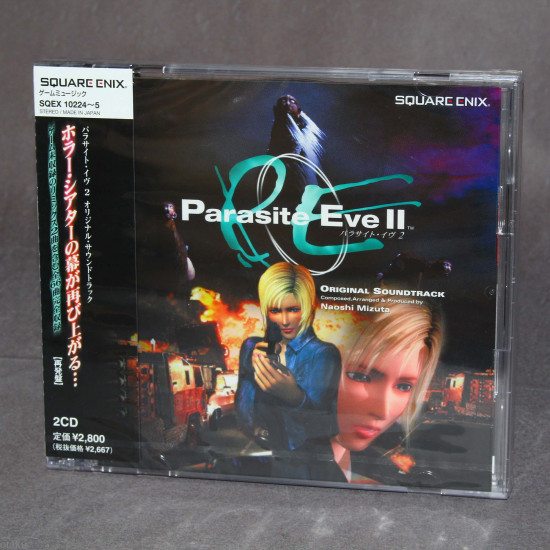 SQUARE ENIX.
ゲームミュージック
SQEX 10224〜5
STEREO / MADE IN JAPAN
パラサイト・イヴ 2 オリジナル・サウンドトラック
ホラー・シアターの幕が再び上がる…
[再発盤]
2CD
定価 ¥2,800
(税抜価格 ¥2,667)
SQUARE ENIX.
PE
Parasite Eve II ™
パラサイト・イヴ 2
ORIGINAL SOUNDTRACK
Composed,Arranged & Produced by
Naoshi Mizuta